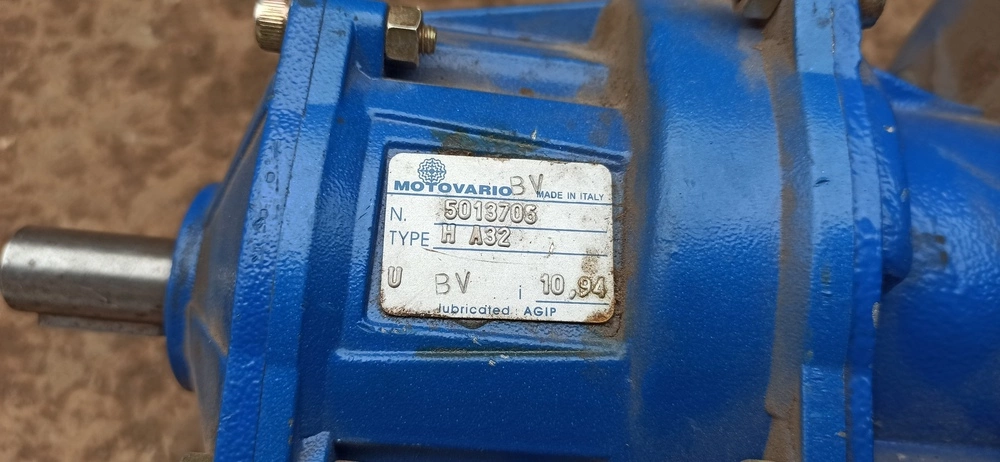 MOTOVARIO BV MADE IN ITALY
N. 5013706
TYPE H A32
U BV i 10,94
lubricated: AGIP